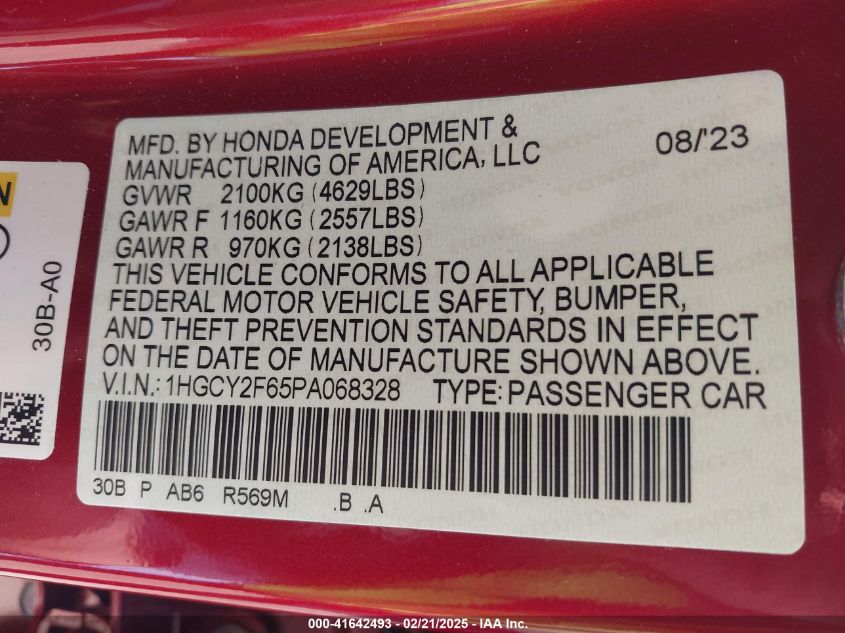 MFD. BY HONDA DEVELOPMENT &
MANUFACTURING OF AMERICA, LLC
08/'23
GVWR 2100KG (4629LBS)
GAWR F 1160KG (2557LBS)
GAWR R 970KG (2138LBS)
THIS VEHICLE CONFORMS TO ALL APPLICABLE
FEDERAL MOTOR VEHICLE SAFETY, BUMPER,
AND THEFT PREVENTION STANDARDS IN EFFECT
ON THE DATE OF MANUFACTURE SHOWN ABOVE.
V.I.N.: 1HGCY2F65PA068328 TYPE: PASSENGER CAR
30B P AB6 R569M .B .A
30B-A0
000-41642493 - 02/21/2025 - IAA Inc.